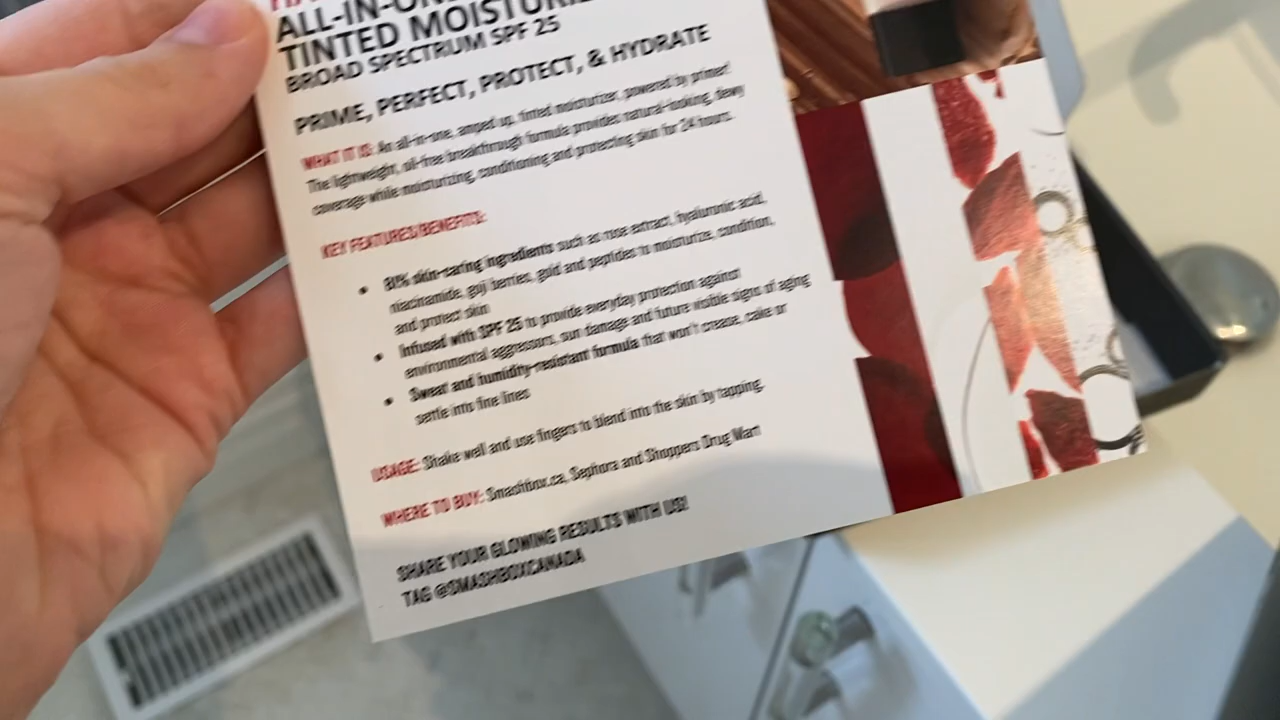 ALL-IN-ONE
TINTED MOISTURIZ
BROAD SPECTRUM SPF 25
PRIME, PERFECT, PROTECT, & HYDRATE
WHAT IT IS: An all-in-one, amped up, tinted moisturizer, powered by primer!
The lightweight, oil-free breakthrough formula provides natural-looking, dewy
coverage while moisturizing, conditioning and protecting skin for 24 hours.
KEY FEATURES/BENEFITS:
• 81% skin-caring ingredients such as rose extract, hyaluronic acid,
niacinamide, goji berries, gold and peptides to moisturize, condition,
and protect skin
• Infused with SPF 25 to provide everyday protection against
environmental aggressors, sun damage and future visible signs of aging
• Sweat and humidity-resistant formula that won't crease, cake or
settle into fine lines
USAGE: Shake well and use fingers to blend into the skin by tapping.
WHERE TO BUY: Smashbox.ca, Sephora and Shoppers Drug Mart
SHARE YOUR GLOWING RESULTS WITH US!
TAG @SMASHBOXCANADA